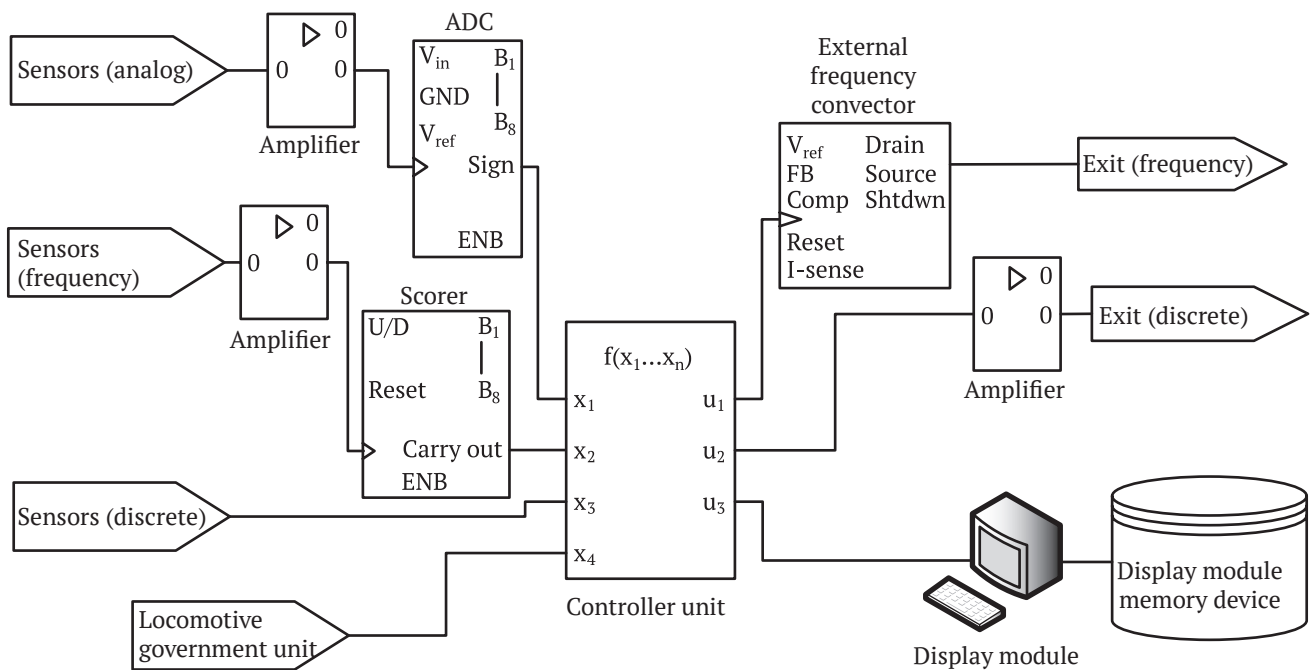 Sensors (analog)
0
0
0
Amplifier
ADC
V_in
B_1
GND
B_8
V_ref
Sign
ENB
Sensors
(frequency)
0
0
0
Amplifier
Scorer
U/D
B_1
Reset
B_8
Carry out
ENB
Sensors (discrete)
Locomotive
government unit
f(x_1...x_n)
x_1
u_1
x_2
u_2
x_3
u_3
x_4
Controller unit
External
frequency
convector
V_ref Drain
FB Source
Comp Shtdwn
Reset
I-sense
Exit (frequency)
0
0
0
Amplifier
Exit (discrete)
Display module
Display module
memory device